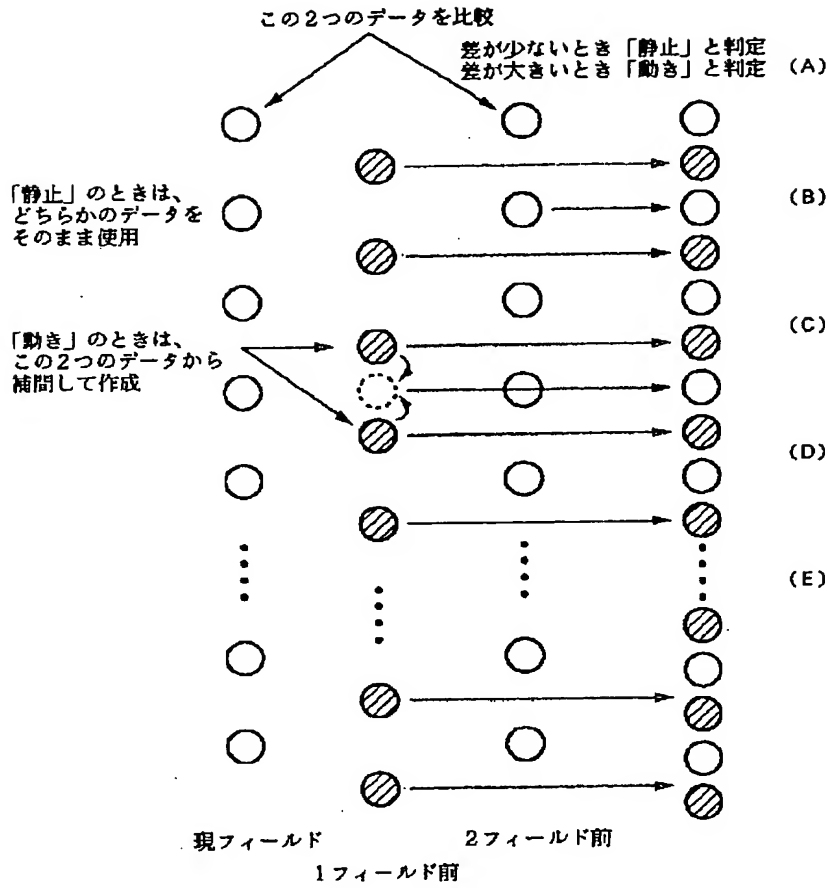 この2つのデータを比較
差が少ないとき「静止」と判定
差が大きいとき「動き」と判定
(A)
「静止」のときは、
どちらかのデータを
そのまま使用
(B)
(C)
「動き」のときは、
この2つのデータから
補間して作成
(D)
(E)
現フィールド
2フィールド前
1フィールド前